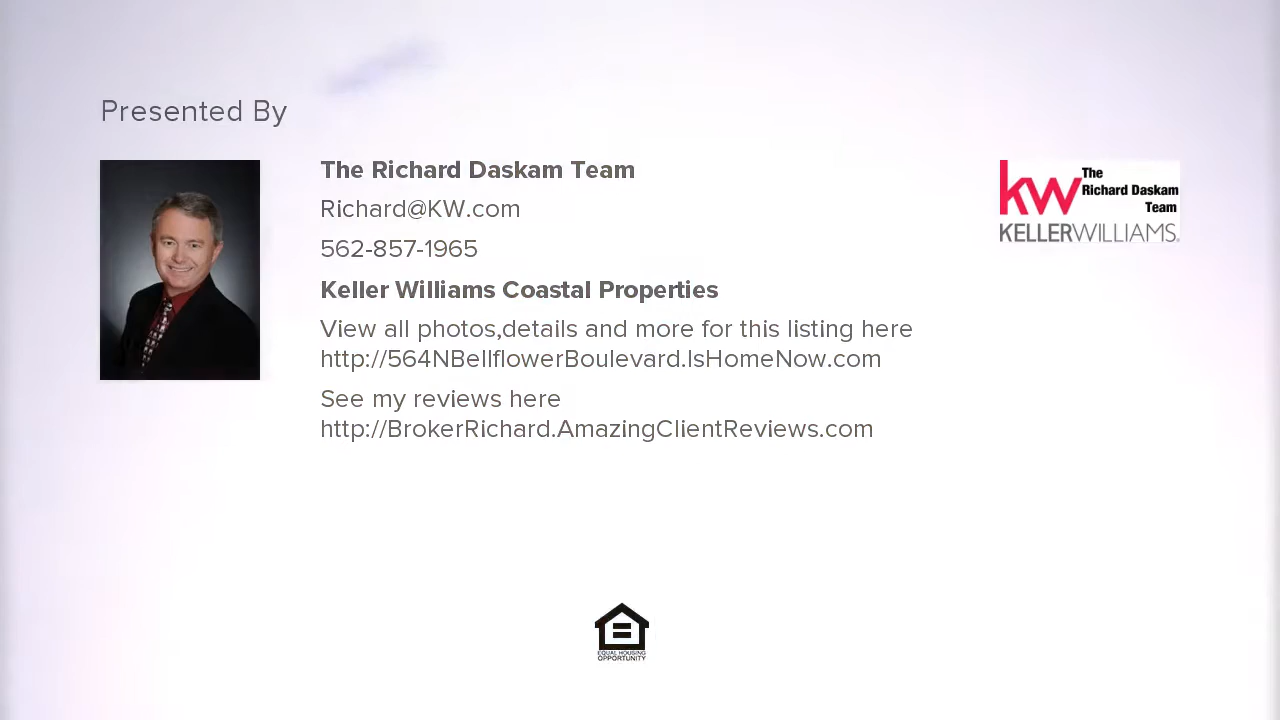 Presented By
The Richard Daskam Team
Richard@KW.com
562-857-1965
Keller Williams Coastal Properties
View all photos,details and more for this listing here
http://564NBellflowerBoulevard.IsHomeNow.com
See my reviews here
http://BrokerRichard.AmazingClientReviews.com
kw The
Richard Daskam
Team
KELLERWILLIAMS.
EQUAL HOUSING
OPPORTUNITY